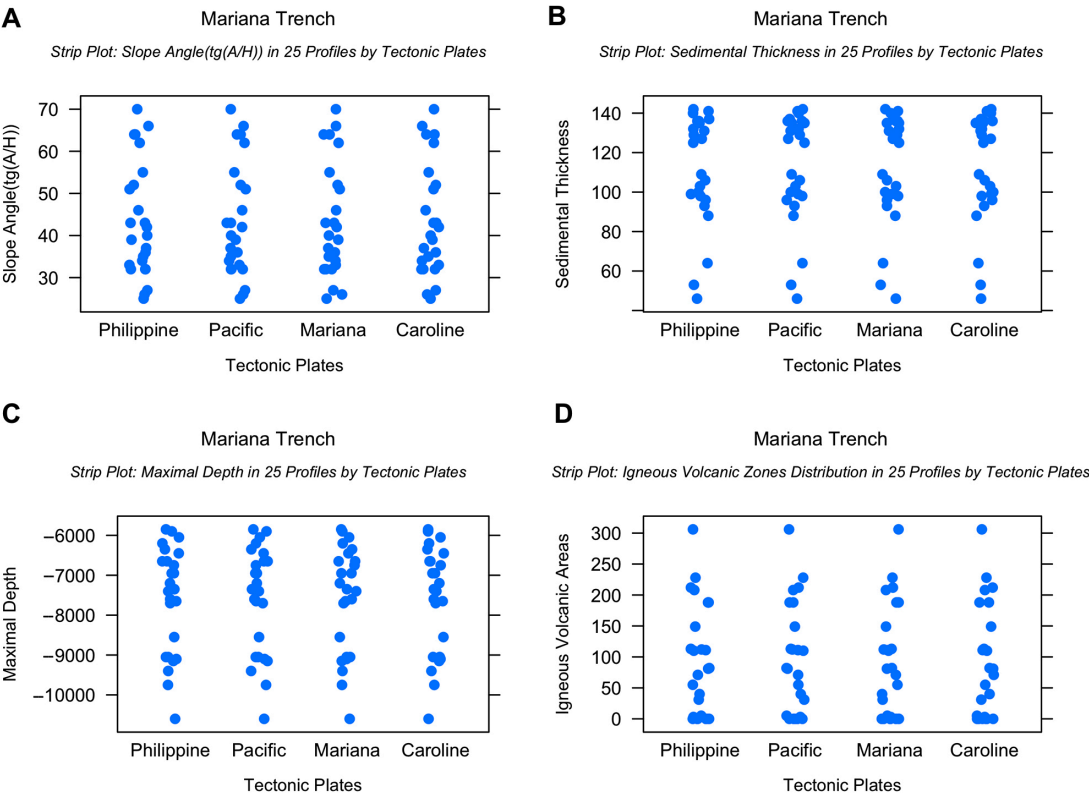 A
Mariana Trench
Strip Plot: Slope Angle(tg(A/H)) in 25 Profiles by Tectonic Plates
Slope Angle(tg(A/H))
70
60
50
40
30
Philippine Pacific Mariana Caroline
Tectonic Plates
B
Mariana Trench
Strip Plot: Sedimental Thickness in 25 Profiles by Tectonic Plates
Sedimental Thickness
140
120
100
80
60
Philippine Pacific Mariana Caroline
Tectonic Plates
C
Mariana Trench
Strip Plot: Maximal Depth in 25 Profiles by Tectonic Plates
Maximal Depth
−6000
−7000
−8000
−9000
−10000
Philippine Pacific Mariana Caroline
Tectonic Plates
D
Mariana Trench
Strip Plot: Igneous Volcanic Zones Distribution in 25 Profiles by Tectonic Plates
Igneous Volcanic Areas
300
250
200
150
100
50
0
Philippine Pacific Mariana Caroline
Tectonic Plates